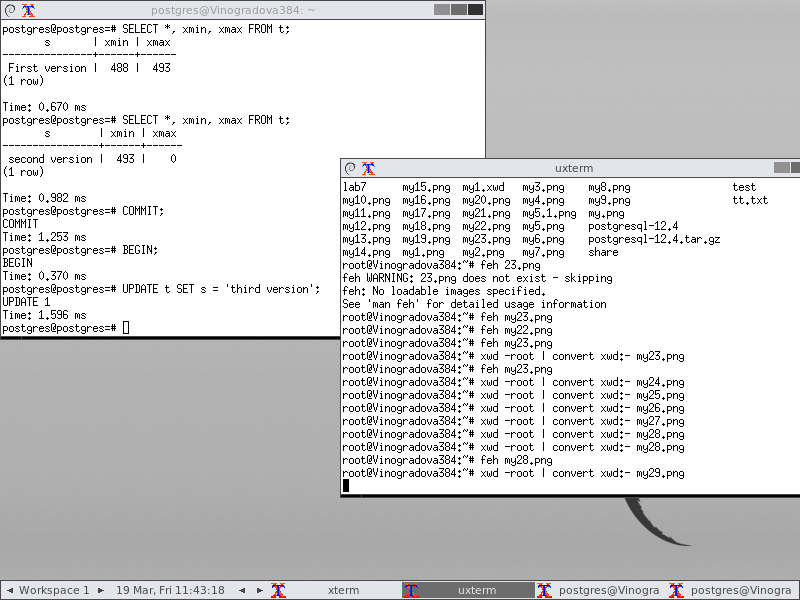 postgres@Vinogradova384: ~
postgres@postgres=# SELECT *, xmin, xmax FROM t;
s | xmin | xmax
---------------+------+------
First version | 488 | 493
(1 row)
Time: 0.670 ms
postgres@postgres=# SELECT *, xmin, xmax FROM t;
s | xmin | xmax
----------------+------+------
second version | 493 | 0
(1 row)
Time: 0.982 ms
postgres@postgres=# COMMIT;
COMMIT
Time: 1.253 ms
postgres@postgres=# BEGIN;
BEGIN
Time: 0.370 ms
postgres@postgres=# UPDATE t SET s = 'third version';
UPDATE 1
Time: 1.596 ms
postgres@postgres=#
uxterm
lab7 my15.png my1.xwd my3.png my8.png test
my10.png my16.png my20.png my4.png my9.png tt.txt
my11.png my17.png my21.png my5.1.png my.png
my12.png my18.png my22.png my5.png postgresql-12.4
my13.png my19.png my23.png my6.png postgresql-12.4.tar.gz
my14.png my1.png my2.png my7.png share
root@Vinogradova384:~# feh 23.png
feh WARNING: 23.png does not exist - skipping
feh: No loadable images specified.
See 'man feh' for detailed usage information
root@Vinogradova384:~# feh my23.png
root@Vinogradova384:~# feh my22.png
root@Vinogradova384:~# feh my23.png
root@Vinogradova384:~# xwd -root | convert xwd:- my23.png
root@Vinogradova384:~# feh my23.png
root@Vinogradova384:~# xwd -root | convert xwd:- my24.png
root@Vinogradova384:~# xwd -root | convert xwd:- my25.png
root@Vinogradova384:~# xwd -root | convert xwd:- my26.png
root@Vinogradova384:~# xwd -root | convert xwd:- my27.png
root@Vinogradova384:~# xwd -root | convert xwd:- my28.png
root@Vinogradova384:~# xwd -root | convert xwd:- my28.png
root@Vinogradova384:~# feh my28.png
root@Vinogradova384:~# xwd -root | convert xwd:- my29.png
Workspace 1 19 Mar, Fri 11:43:18 xterm uxterm postgres@Vinogra postgres@Vinogra